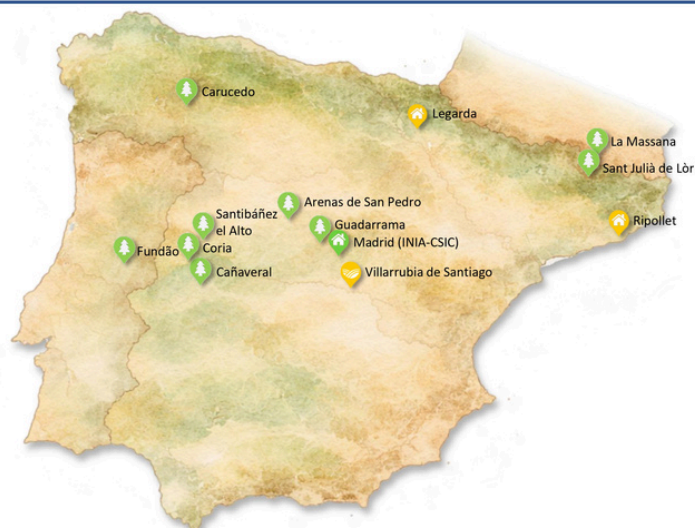 Carucedo
Legarda
La Massana
Sant Julià de Lòr
Arenas de San Pedro
Santibáñez
el Alto
Guadarrama
Ripollet
Madrid (INIA-CSIC)
Fundão
Coria
Cañaveral
Villarrubia de Santiago